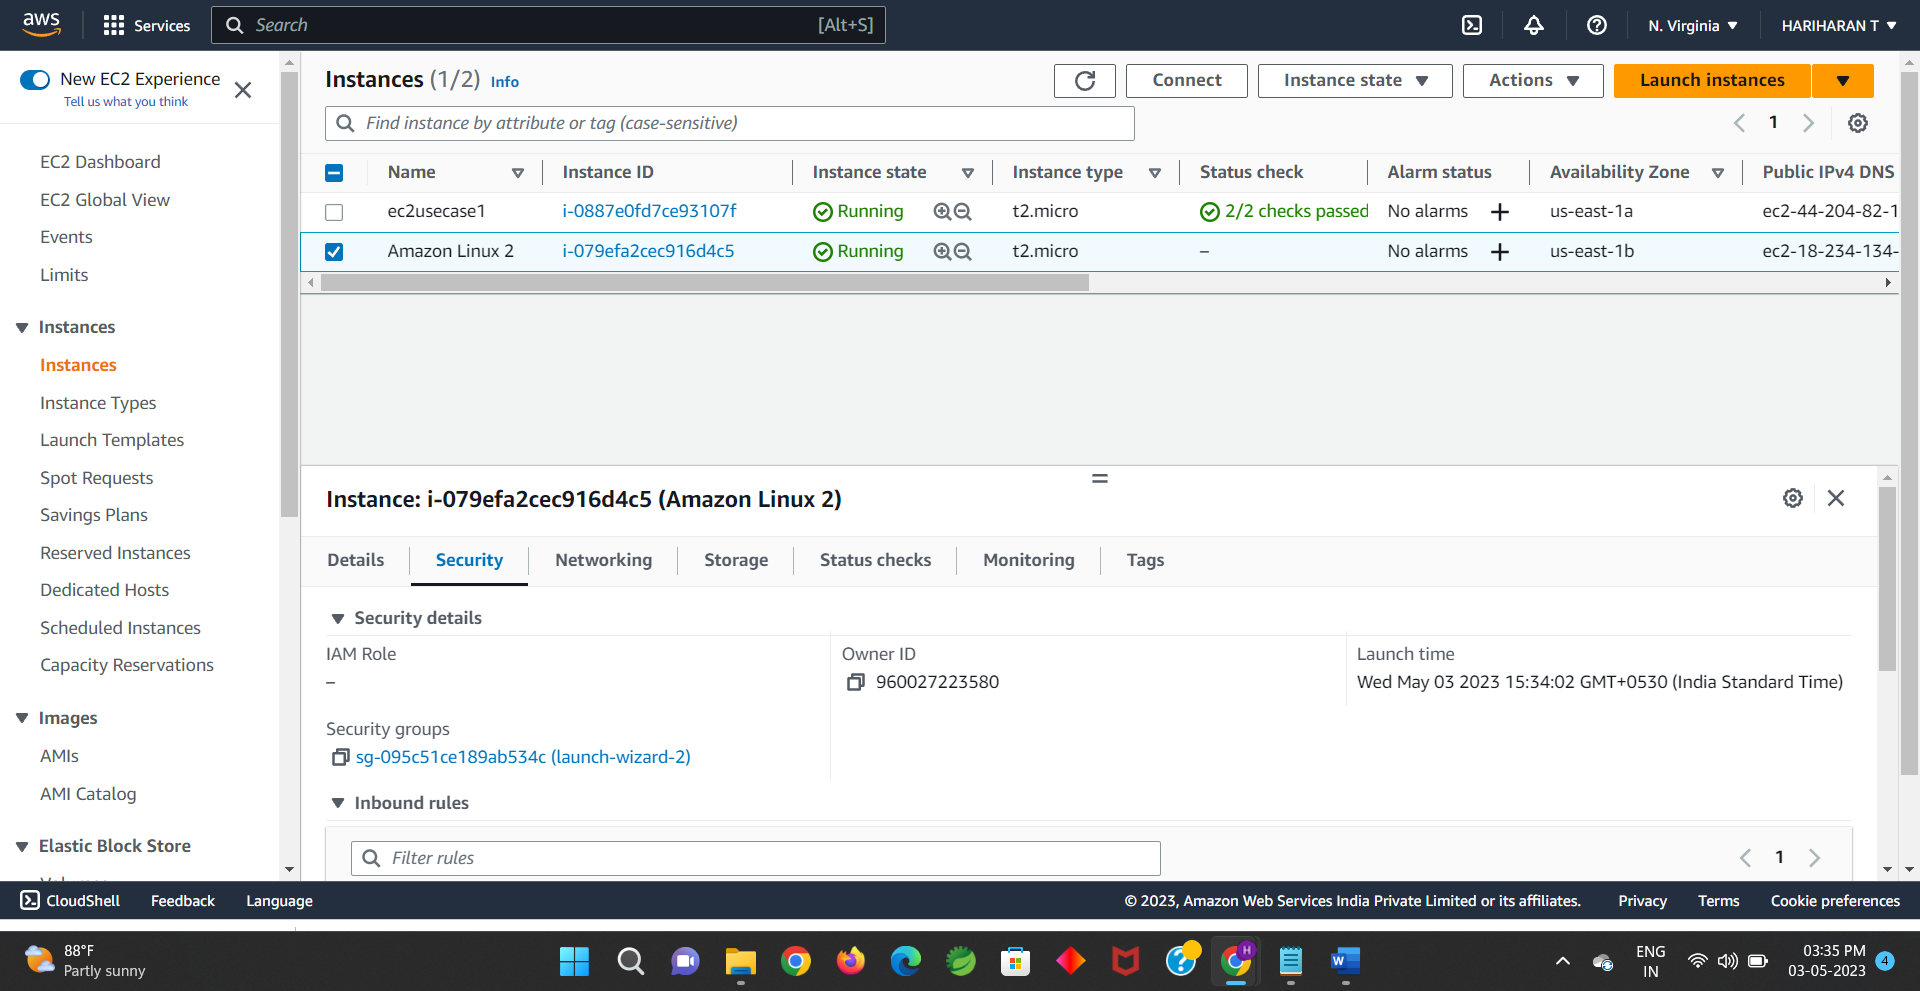 aws
Services
Search [Alt+S]
N. Virginia
HARIHARAN T
New EC2 Experience
Tell us what you think
EC2 Dashboard
EC2 Global View
Events
Limits
Instances
Instances
Instance Types
Launch Templates
Spot Requests
Savings Plans
Reserved Instances
Dedicated Hosts
Scheduled Instances
Capacity Reservations
Images
AMIs
AMI Catalog
Elastic Block Store
Instances (1/2) Info
Connect
Instance state
Actions
Launch instances
Find instance by attribute or tag (case-sensitive)
1
Name Instance ID Instance state Instance type Status check Alarm status Availability Zone Public IPv4 DNS
ec2usecase1 i-0887e0fd7ce93107f Running t2.micro 2/2 checks passed No alarms + us-east-1a ec2-44-204-82-1
Amazon Linux 2 i-079efa2cec916d4c5 Running t2.micro – No alarms + us-east-1b ec2-18-234-134-
Instance: i-079efa2cec916d4c5 (Amazon Linux 2)
Details Security Networking Storage Status checks Monitoring Tags
Security details
IAM Role
–
Owner ID
960027223580
Launch time
Wed May 03 2023 15:34:02 GMT+0530 (India Standard Time)
Security groups
sg-095c51ce189ab534c (launch-wizard-2)
Inbound rules
Filter rules
1
CloudShell Feedback Language
© 2023, Amazon Web Services India Private Limited or its affiliates. Privacy Terms Cookie preferences
88°F
Partly sunny
H
W
ENG
IN
03:35 PM
03-05-2023
4